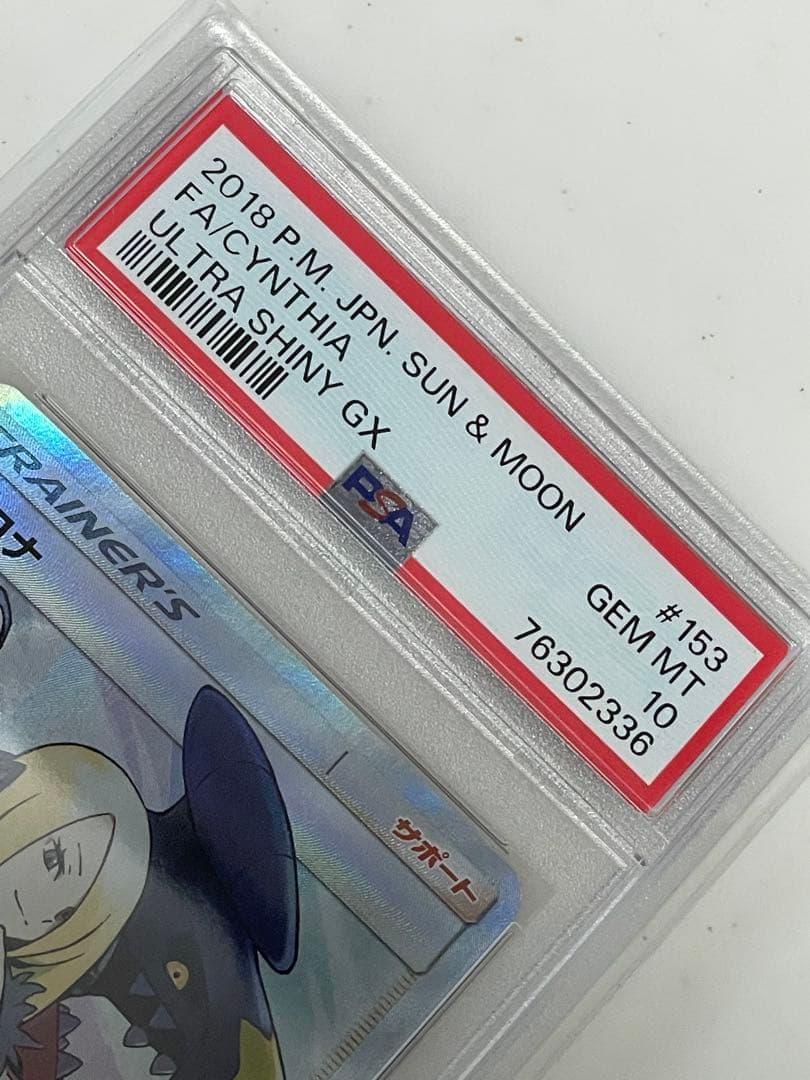 2018 P.M. JPN. SUN & MOON #153
FA/CYNTHIA GEM MT
ULTRA SHINY GX 10
76302336
PSA
TRAINER'S
サポート